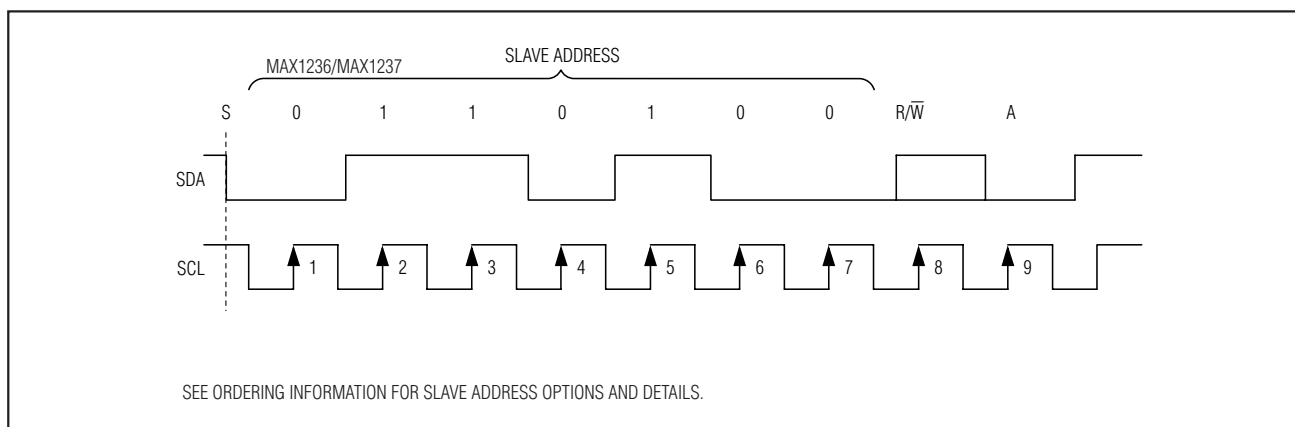 SLAVE ADDRESS
MAX1236/MAX1237
S 0 1 1 0 1 0 0 R/W̅ A
SDA
SCL 1 2 3 4 5 6 7 8 9
SEE ORDERING INFORMATION FOR SLAVE ADDRESS OPTIONS AND DETAILS.